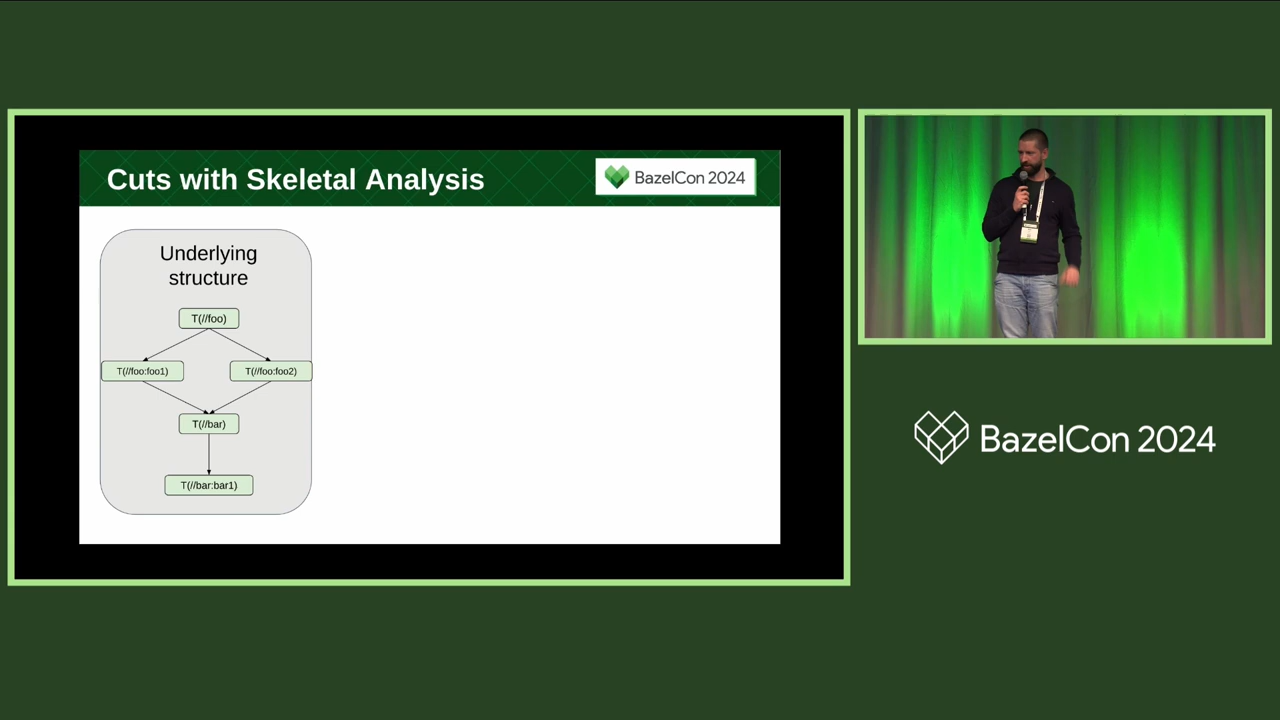 Cuts with Skeletal Analysis
BazelCon 2024
Underlying
structure
T(//foo)
T(//foo:foo1)
T(//foo:foo2)
T(//bar)
T(//bar:bar1)
BazelCon 2024